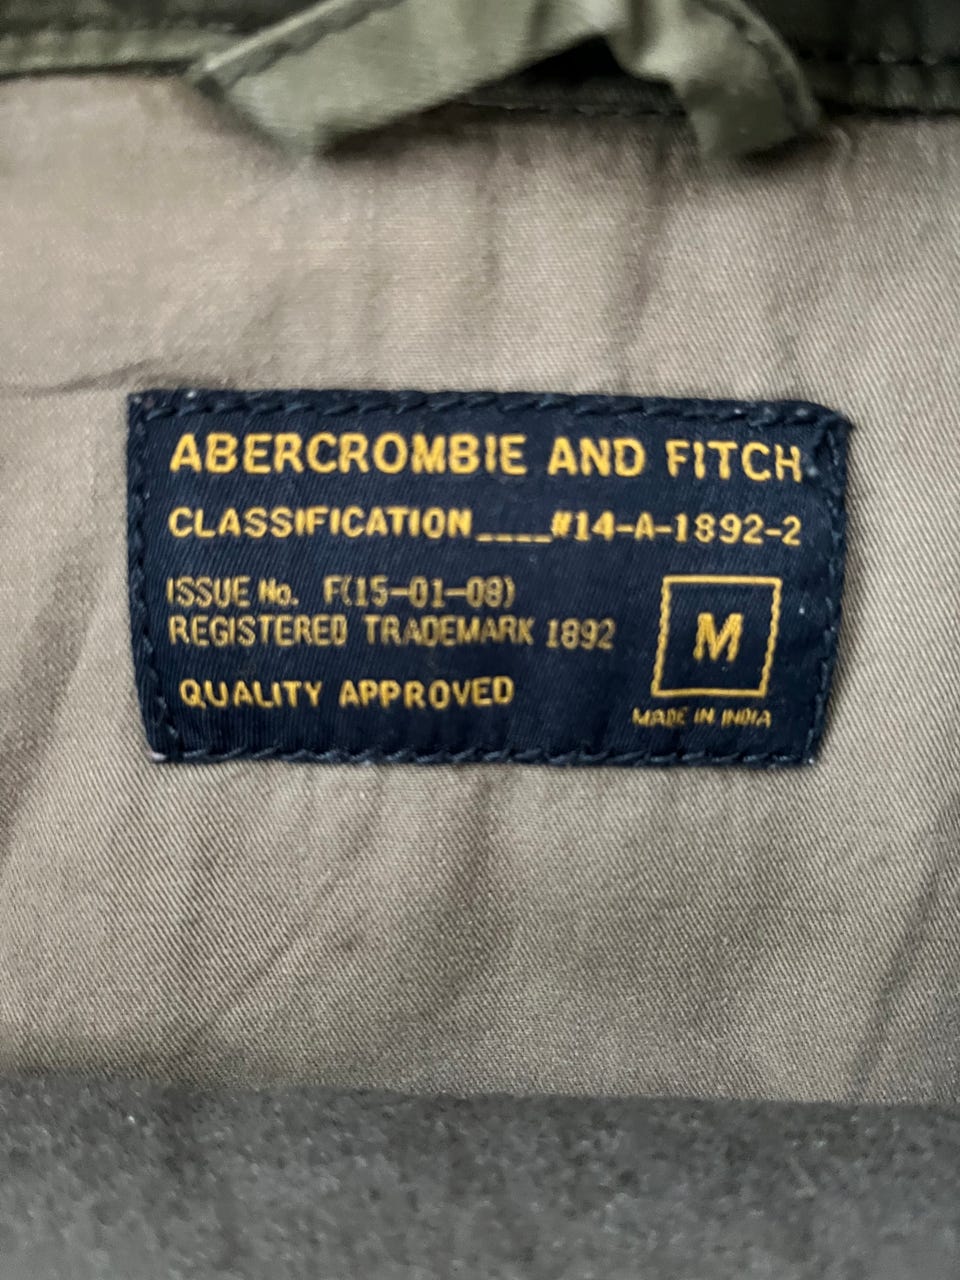 ABERCROMBIE AND FITCH
CLASSIFICATION____#14-A-1892-2
ISSUE No. F(15-01-08)
REGISTERED TRADEMARK 1892
M
QUALITY APPROVED
MADE IN INDIA